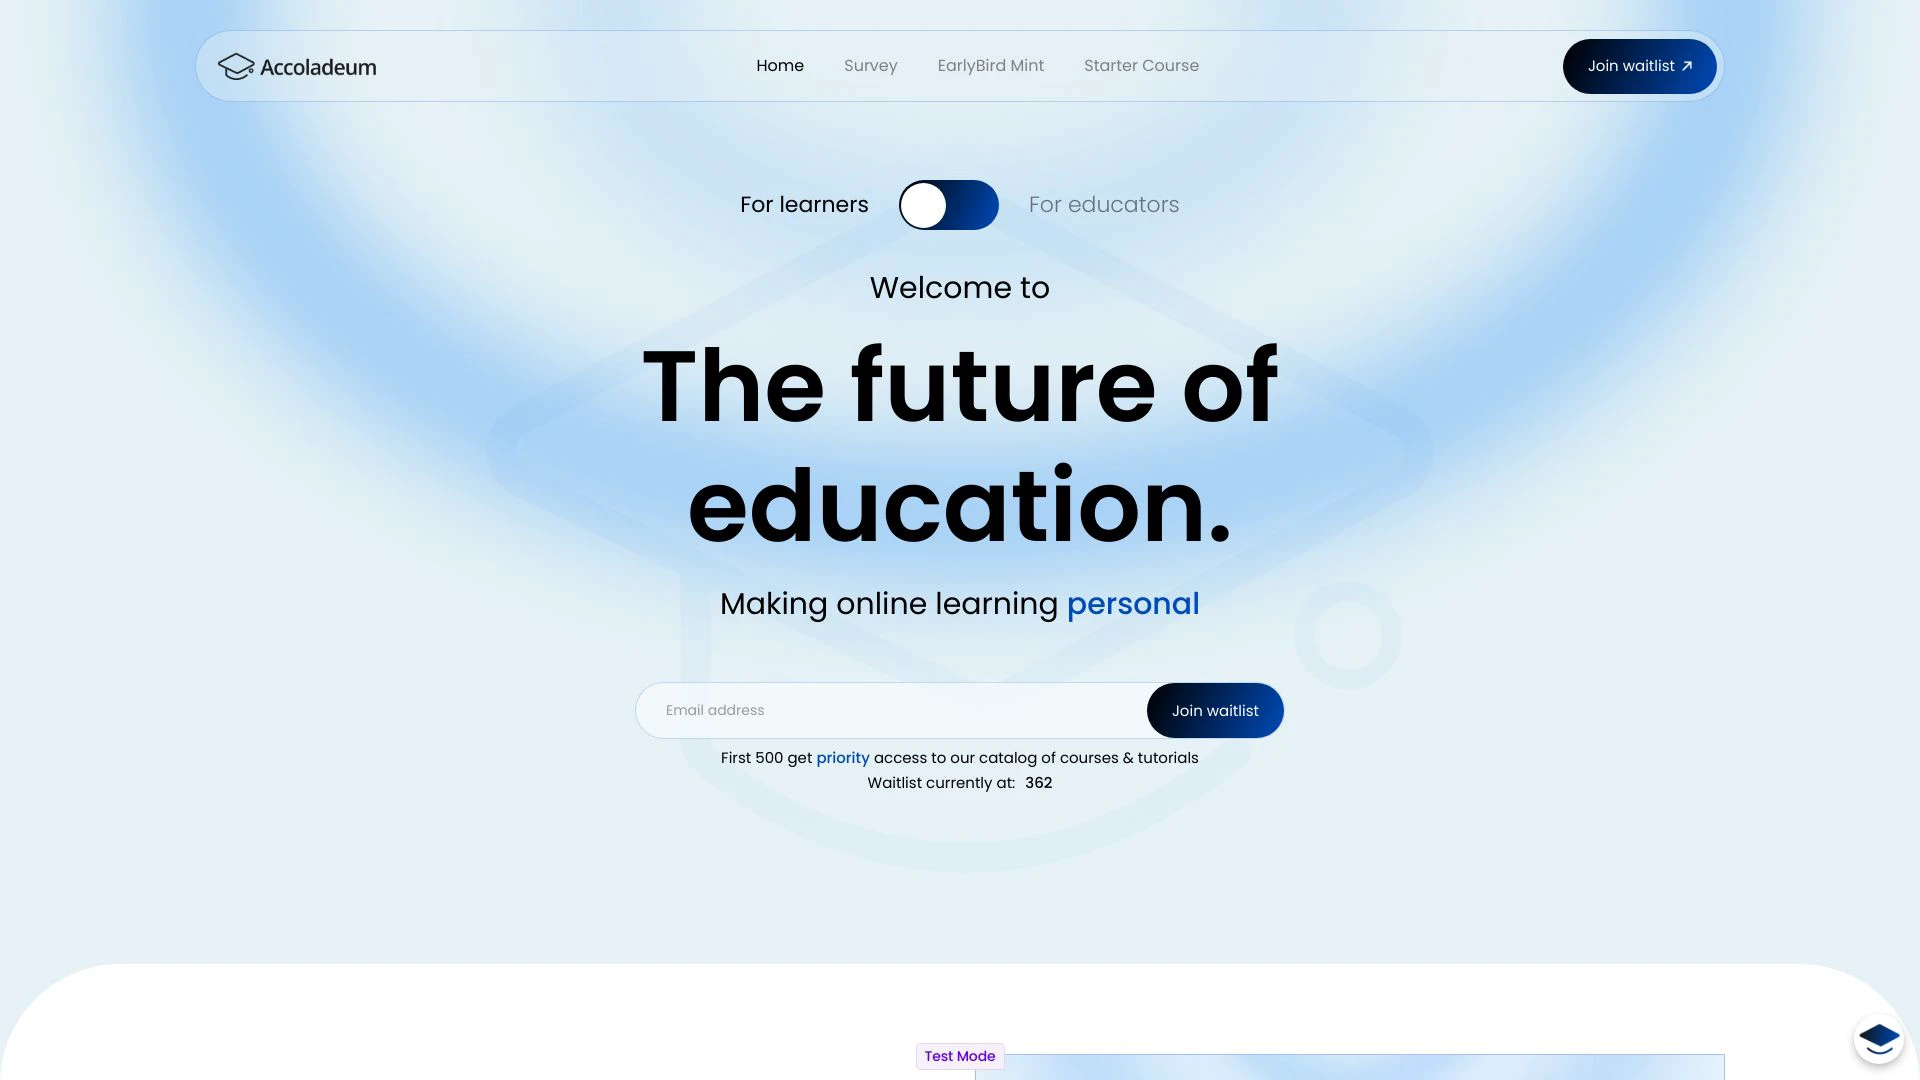 Accoladeum
Home
Survey
EarlyBird Mint
Starter Course
Join waitlist
For learners
For educators
Welcome to
The future of
education.
Making online learning personal
Email address
Join waitlist
First 500 get priority access to our catalog of courses & tutorials
Waitlist currently at: 362
Test Mode